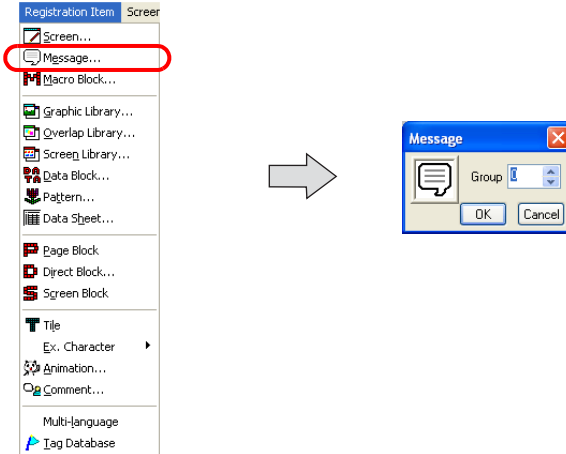 Registration Item Screen
Screen...
Message...
Macro Block...
Graphic Library...
Overlap Library...
Screen Library...
Data Block...
Pattern...
Data Sheet...
Page Block
Direct Block...
Screen Block
Tile
Ex. Character
Animation...
Comment...
Multi-language
Tag Database
Message
Group 0
OK Cancel